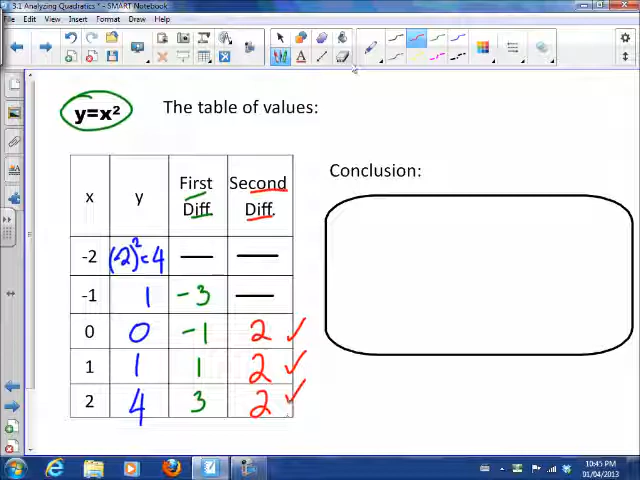 3.1 Analyzing Quadratics * - SMART Notebook
File Edit View Insert Format Tools Draw Help
y=x²
The table of values:
Conclusion:
x y First Diff. Second Diff.
-2 (-2)²=4 — —
-1 1 -3 —
0 0 -1 2 ✓
1 1 1 2 ✓
2 4 3 2 ✓
10:45 PM
01/04/2013